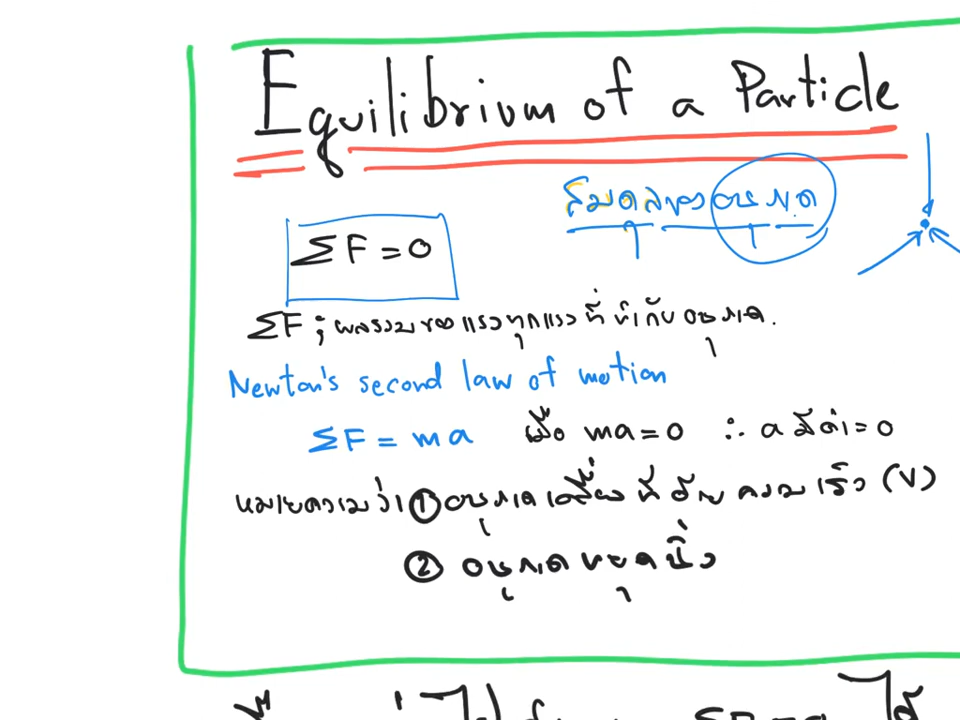 Equilibrium of a Particle
สมดุลของอนุภาค
ΣF = 0
ΣF ; ผลรวมของแรงทุกแรงที่ทำกับอนุภาค.
Newton's second law of motion
ΣF = ma เมื่อ ma = 0 ∴ a มีค่า = 0
หมายความว่า ① อนุภาคเคลื่อนที่ด้วยความเร็ว (V)
② อนุภาคหยุดนิ่ง